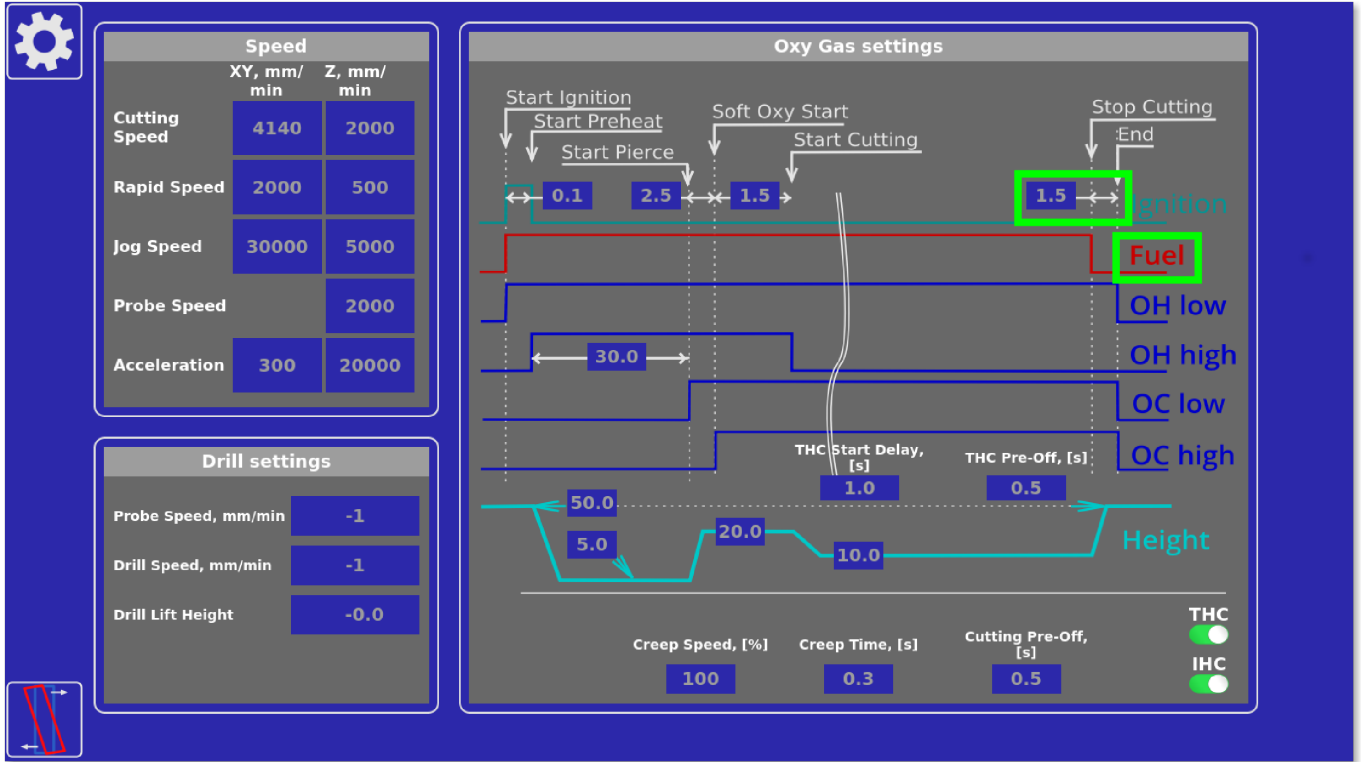 Speed
XY, mm/
min
Z, mm/
min
Cutting
Speed
4140
2000
Rapid Speed
2000
500
Jog Speed
30000
5000
Probe Speed
2000
Acceleration
300
20000
Drill settings
Probe Speed, mm/min
-1
Drill Speed, mm/min
-1
Drill Lift Height
-0.0
Oxy Gas settings
Start Ignition
Start Preheat
Start Pierce
Soft Oxy Start
Start Cutting
Stop Cutting
End
0.1
2.5
1.5
1.5
Ignition
Fuel
OH low
30.0
OH high
OC low
OC high
THC Start Delay,
[s]
1.0
THC Pre-Off, [s]
0.5
50.0
5.0
20.0
10.0
Height
THC
IHC
Creep Speed, [%]
100
Creep Time, [s]
0.3
Cutting Pre-Off,
[s]
0.5